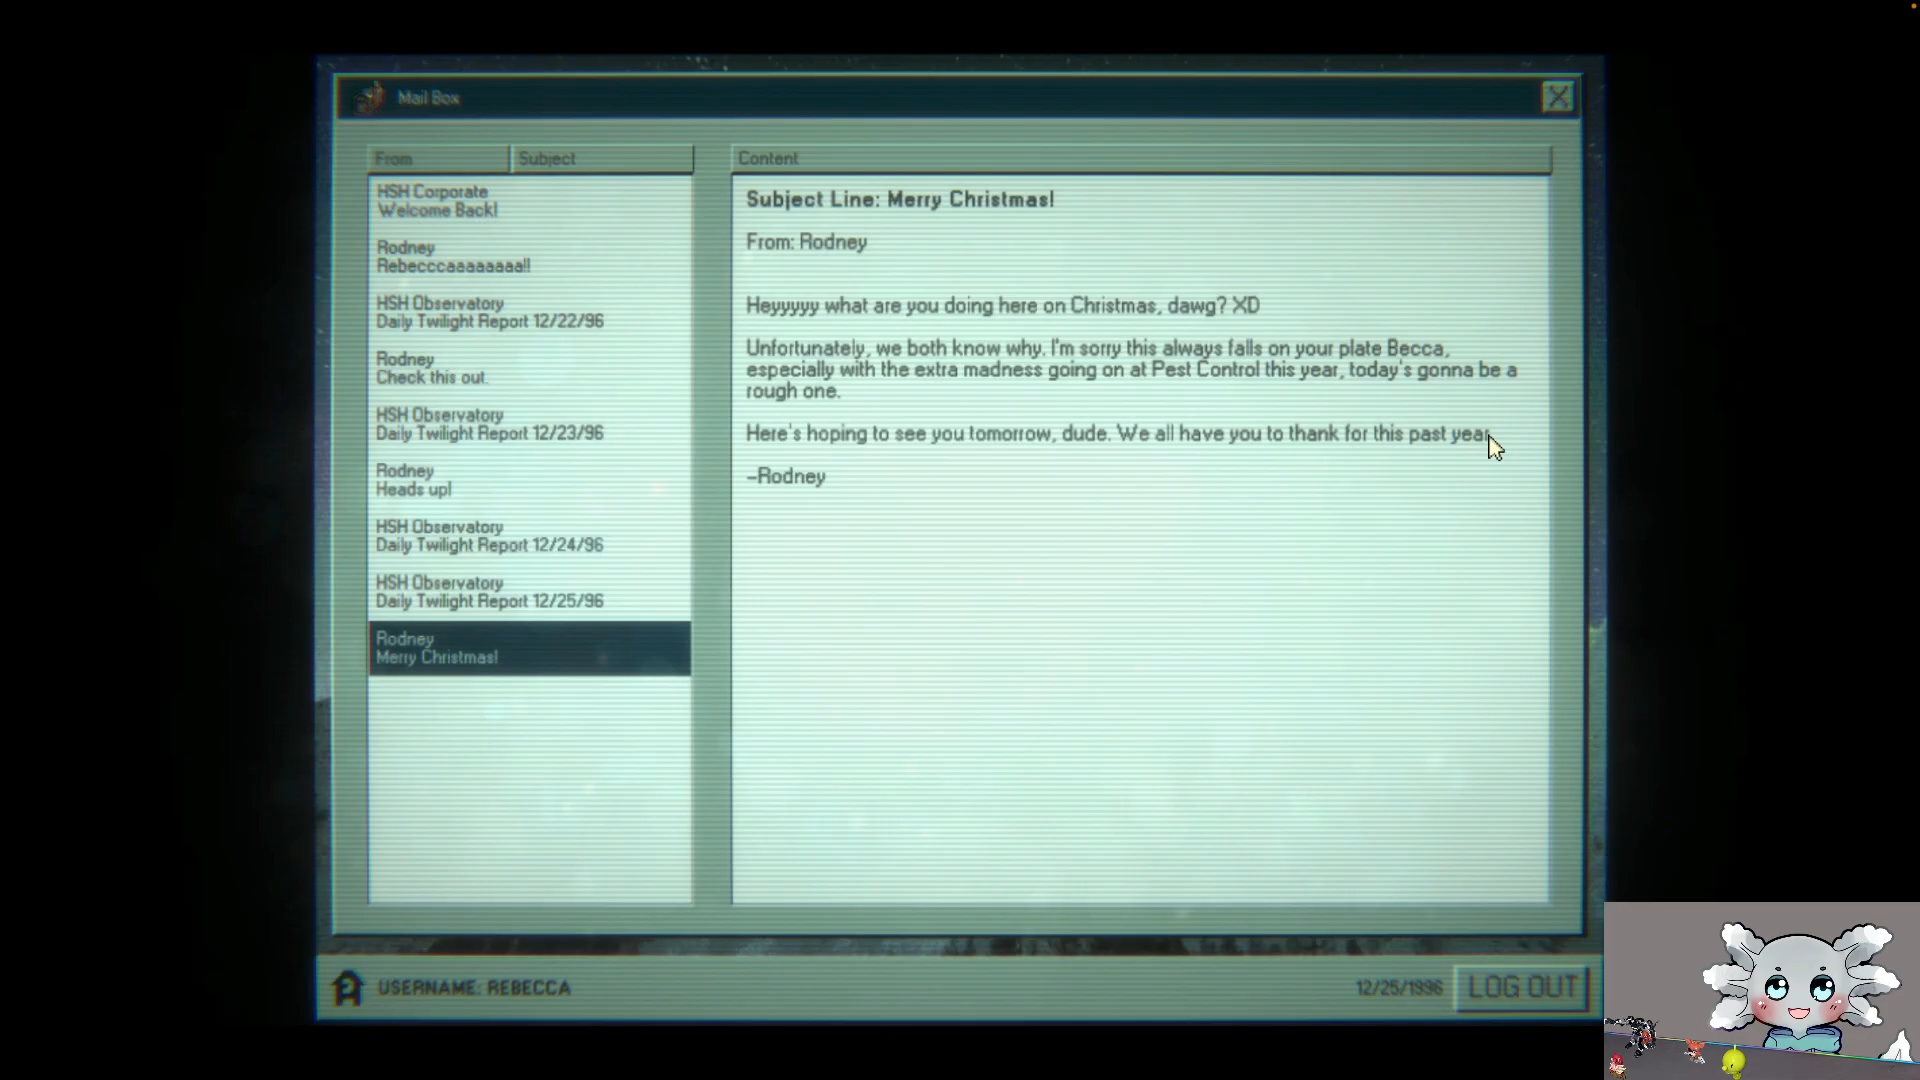 Mail Box
From
Subject
HSH Corporate
Welcome Back!
Rodney
Rebecccaaaaaaaa!!
HSH Observatory
Daily Twilight Report 12/22/96
Rodney
Check this out.
HSH Observatory
Daily Twilight Report 12/23/96
Rodney
Heads up!
HSH Observatory
Daily Twilight Report 12/24/96
HSH Observatory
Daily Twilight Report 12/25/96
Rodney
Merry Christmas!
Content
Subject Line: Merry Christmas!
From: Rodney
Heyyyyy what are you doing here on Christmas, dawg? XD
Unfortunately, we both know why. I'm sorry this always falls on your plate Becca,
especially with the extra madness going on at Pest Control this year, today's gonna be a
rough one.
Here's hoping to see you tomorrow, dude. We all have you to thank for this past year.
-Rodney
USERNAME: REBECCA
12/25/1996
LOG OUT